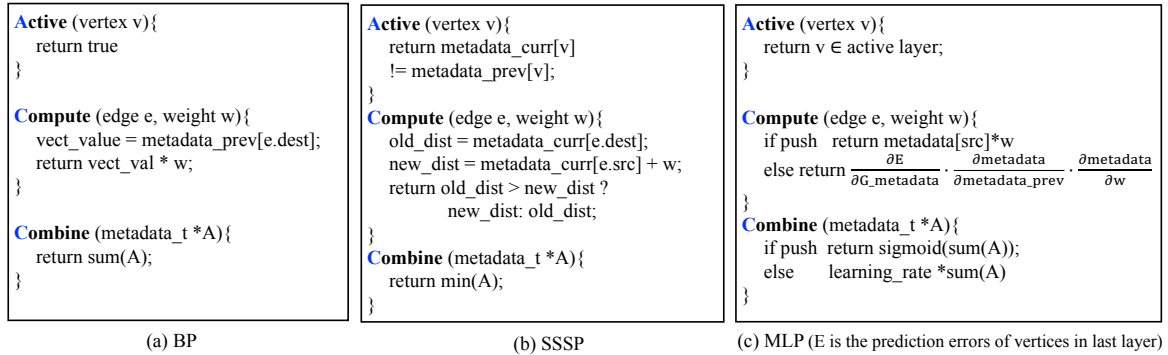 Active (vertex v){
return true
}
Compute (edge e, weight w){
vect_value = metadata_prev[e.dest];
return vect_val * w;
}
Combine (metadata_t *A){
return sum(A);
}
(a) BP
Active (vertex v){
return metadata_curr[v]
!= metadata_prev[v];
}
Compute (edge e, weight w){
old_dist = metadata_curr[e.dest];
new_dist = metadata_curr[e.src] + w;
return old_dist > new_dist ?
new_dist: old_dist;
}
Combine (metadata_t *A){
return min(A);
}
(b) SSSP
Active (vertex v){
return v ∈ active layer;
}
Compute (edge e, weight w){
if push return metadata[src]*w
else return ∂E/∂G_metadata · ∂metadata/∂metadata_prev · ∂metadata/∂w
}
Combine (metadata_t *A){
if push return sigmoid(sum(A));
else learning_rate *sum(A)
}
(c) MLP (E is the prediction errors of vertices in last layer)